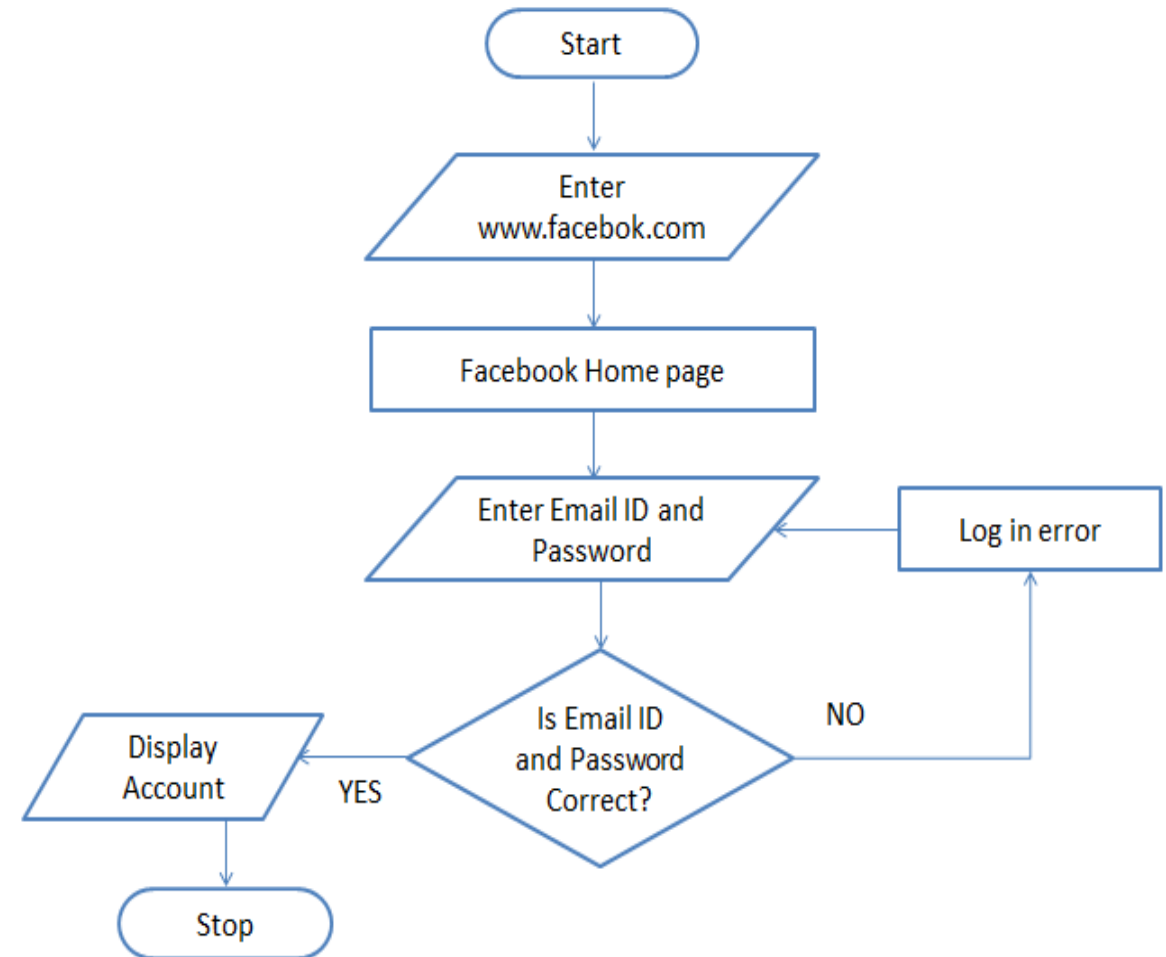 Start
Enter
www.facebok.com
Facebook Home page
Enter Email ID and
Password
Log in error
Is Email ID
and Password
Correct?
NO
YES
Display
Account
Stop